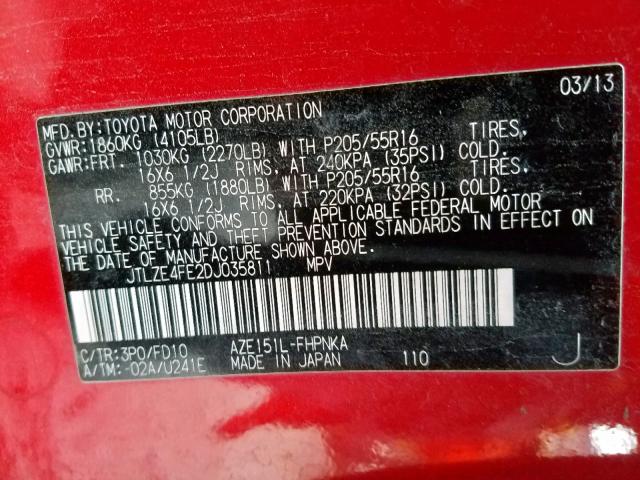 03/13
MFD.BY:TOYOTA MOTOR CORPORATION
GVWR:1860KG (4105LB)
GAWR:FRT. 1030KG (2270LB) WITH P205/55R16 TIRES,
16X6 1/2J RIMS, AT 240KPA (35PSI) COLD.
RR. 855KG (1880LB) WITH P205/55R16 TIRES,
16X6 1/2J RIMS, AT 220KPA (32PSI) COLD.
THIS VEHICLE CONFORMS TO ALL APPLICABLE FEDERAL MOTOR
VEHICLE SAFETY AND THEFT PREVENTION STANDARDS IN EFFECT ON
THE DATE OF MANUFACTURE SHOWN ABOVE.
JTLZE4FE2DJ035811 MPV
C/TR:3P0/FD10 AZE151L-FHPNKA
A/TM:-02A/U241E MADE IN JAPAN 110 J